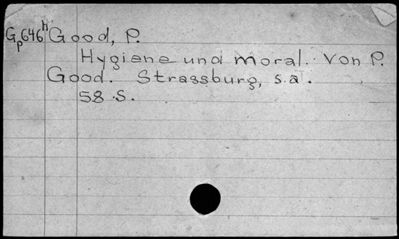 Gp646H Good, P.
Hygiene und Moral. Von P.
Good. Strassburg, s.a.
58 S.